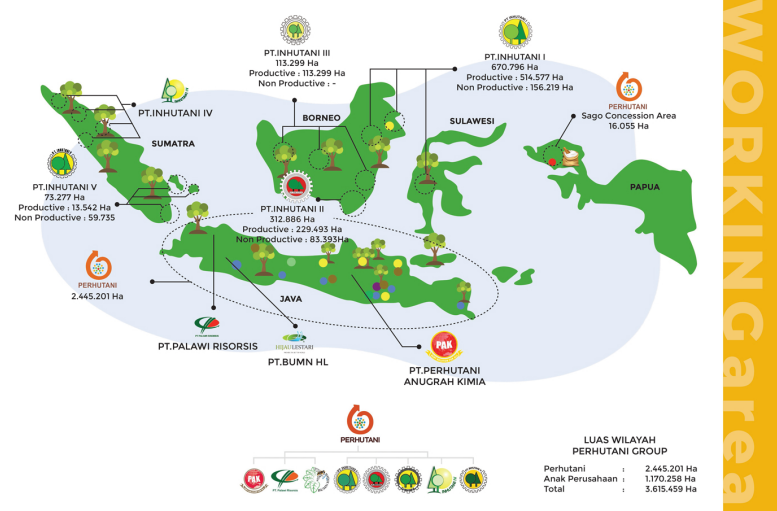 PT.INHUTANI III
113.299 Ha
Productive : 113.299 Ha
Non Productive : -
PT.INHUTANI I
670.796 Ha
Productive : 514.577 Ha
Non Productive : 156.219 Ha
PERHUTANI
Sago Concession Area
16.055 Ha
PT.INHUTANI IV
BORNEO
SULAWESI
SUMATRA
PAPUA
PT.INHUTANI V
73.277 Ha
Productive : 13.542 Ha
Non Productive : 59.735
PT.INHUTANI II
312.886 Ha
Productive : 229.493 Ha
Non Productive : 83.393Ha
PERHUTANI
2.445.201 Ha
JAVA
PT.PALAWI RISORSIS
HIJAULESTARI
PT.BUMN HL
PAK
PT.PERHUTANI
ANUGRAH KIMIA
PERHUTANI
PAK
LUAS WILAYAH
PERHUTANI GROUP
Perhutani : 2.445.201 Ha
Anak Perusahaan : 1.170.258 Ha
Total : 3.615.459 Ha
WORKINGarea